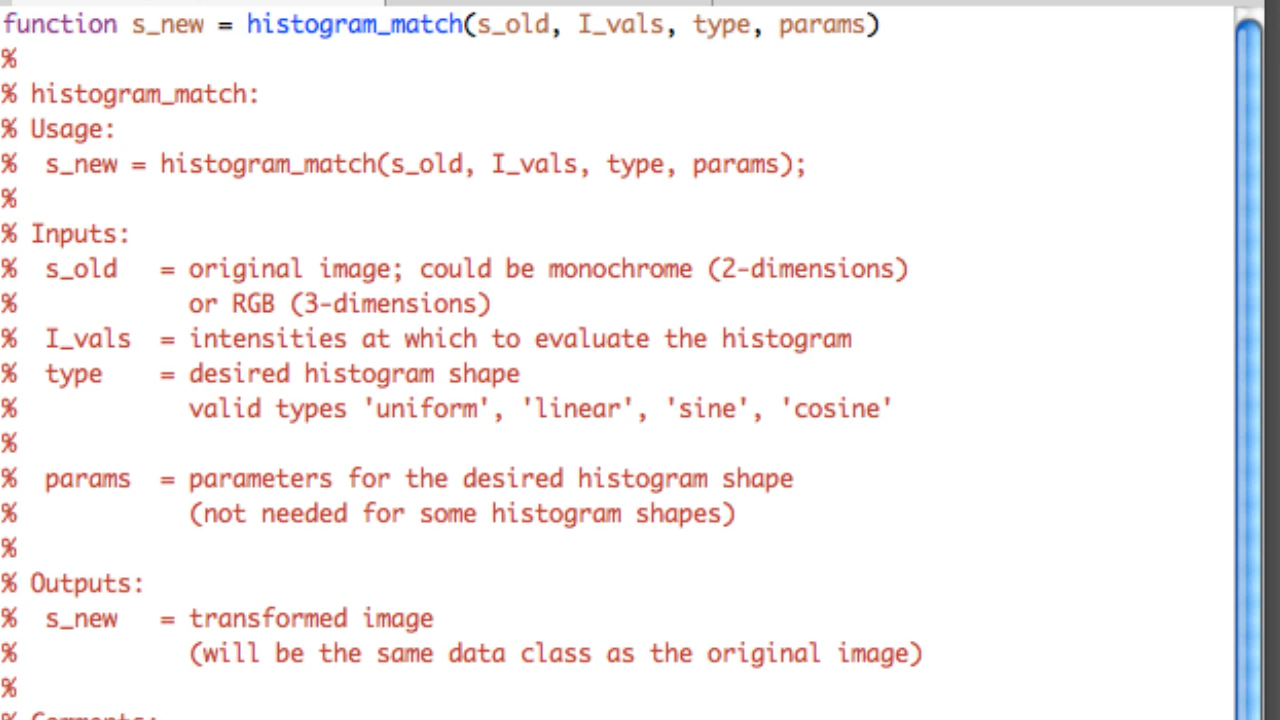 function s_new = histogram_match(s_old, I_vals, type, params)
%
% histogram_match:
% Usage:
%  s_new = histogram_match(s_old, I_vals, type, params);
%
% Inputs:
%  s_old   = original image; could be monochrome (2-dimensions)
%            or RGB (3-dimensions)
%  I_vals  = intensities at which to evaluate the histogram
%  type    = desired histogram shape
%            valid types 'uniform', 'linear', 'sine', 'cosine'
%
%  params  = parameters for the desired histogram shape
%            (not needed for some histogram shapes)
%
% Outputs:
%  s_new   = transformed image
%            (will be the same data class as the original image)
%
% Comments: